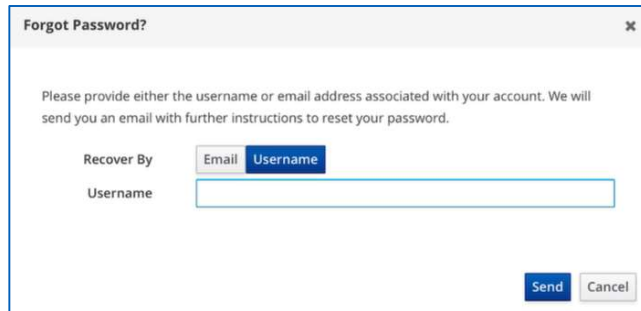 Forgot Password? ✖
Please provide either the username or email address associated with your account. We will
send you an email with further instructions to reset your password.
Recover By Email Username
Username
Send Cancel